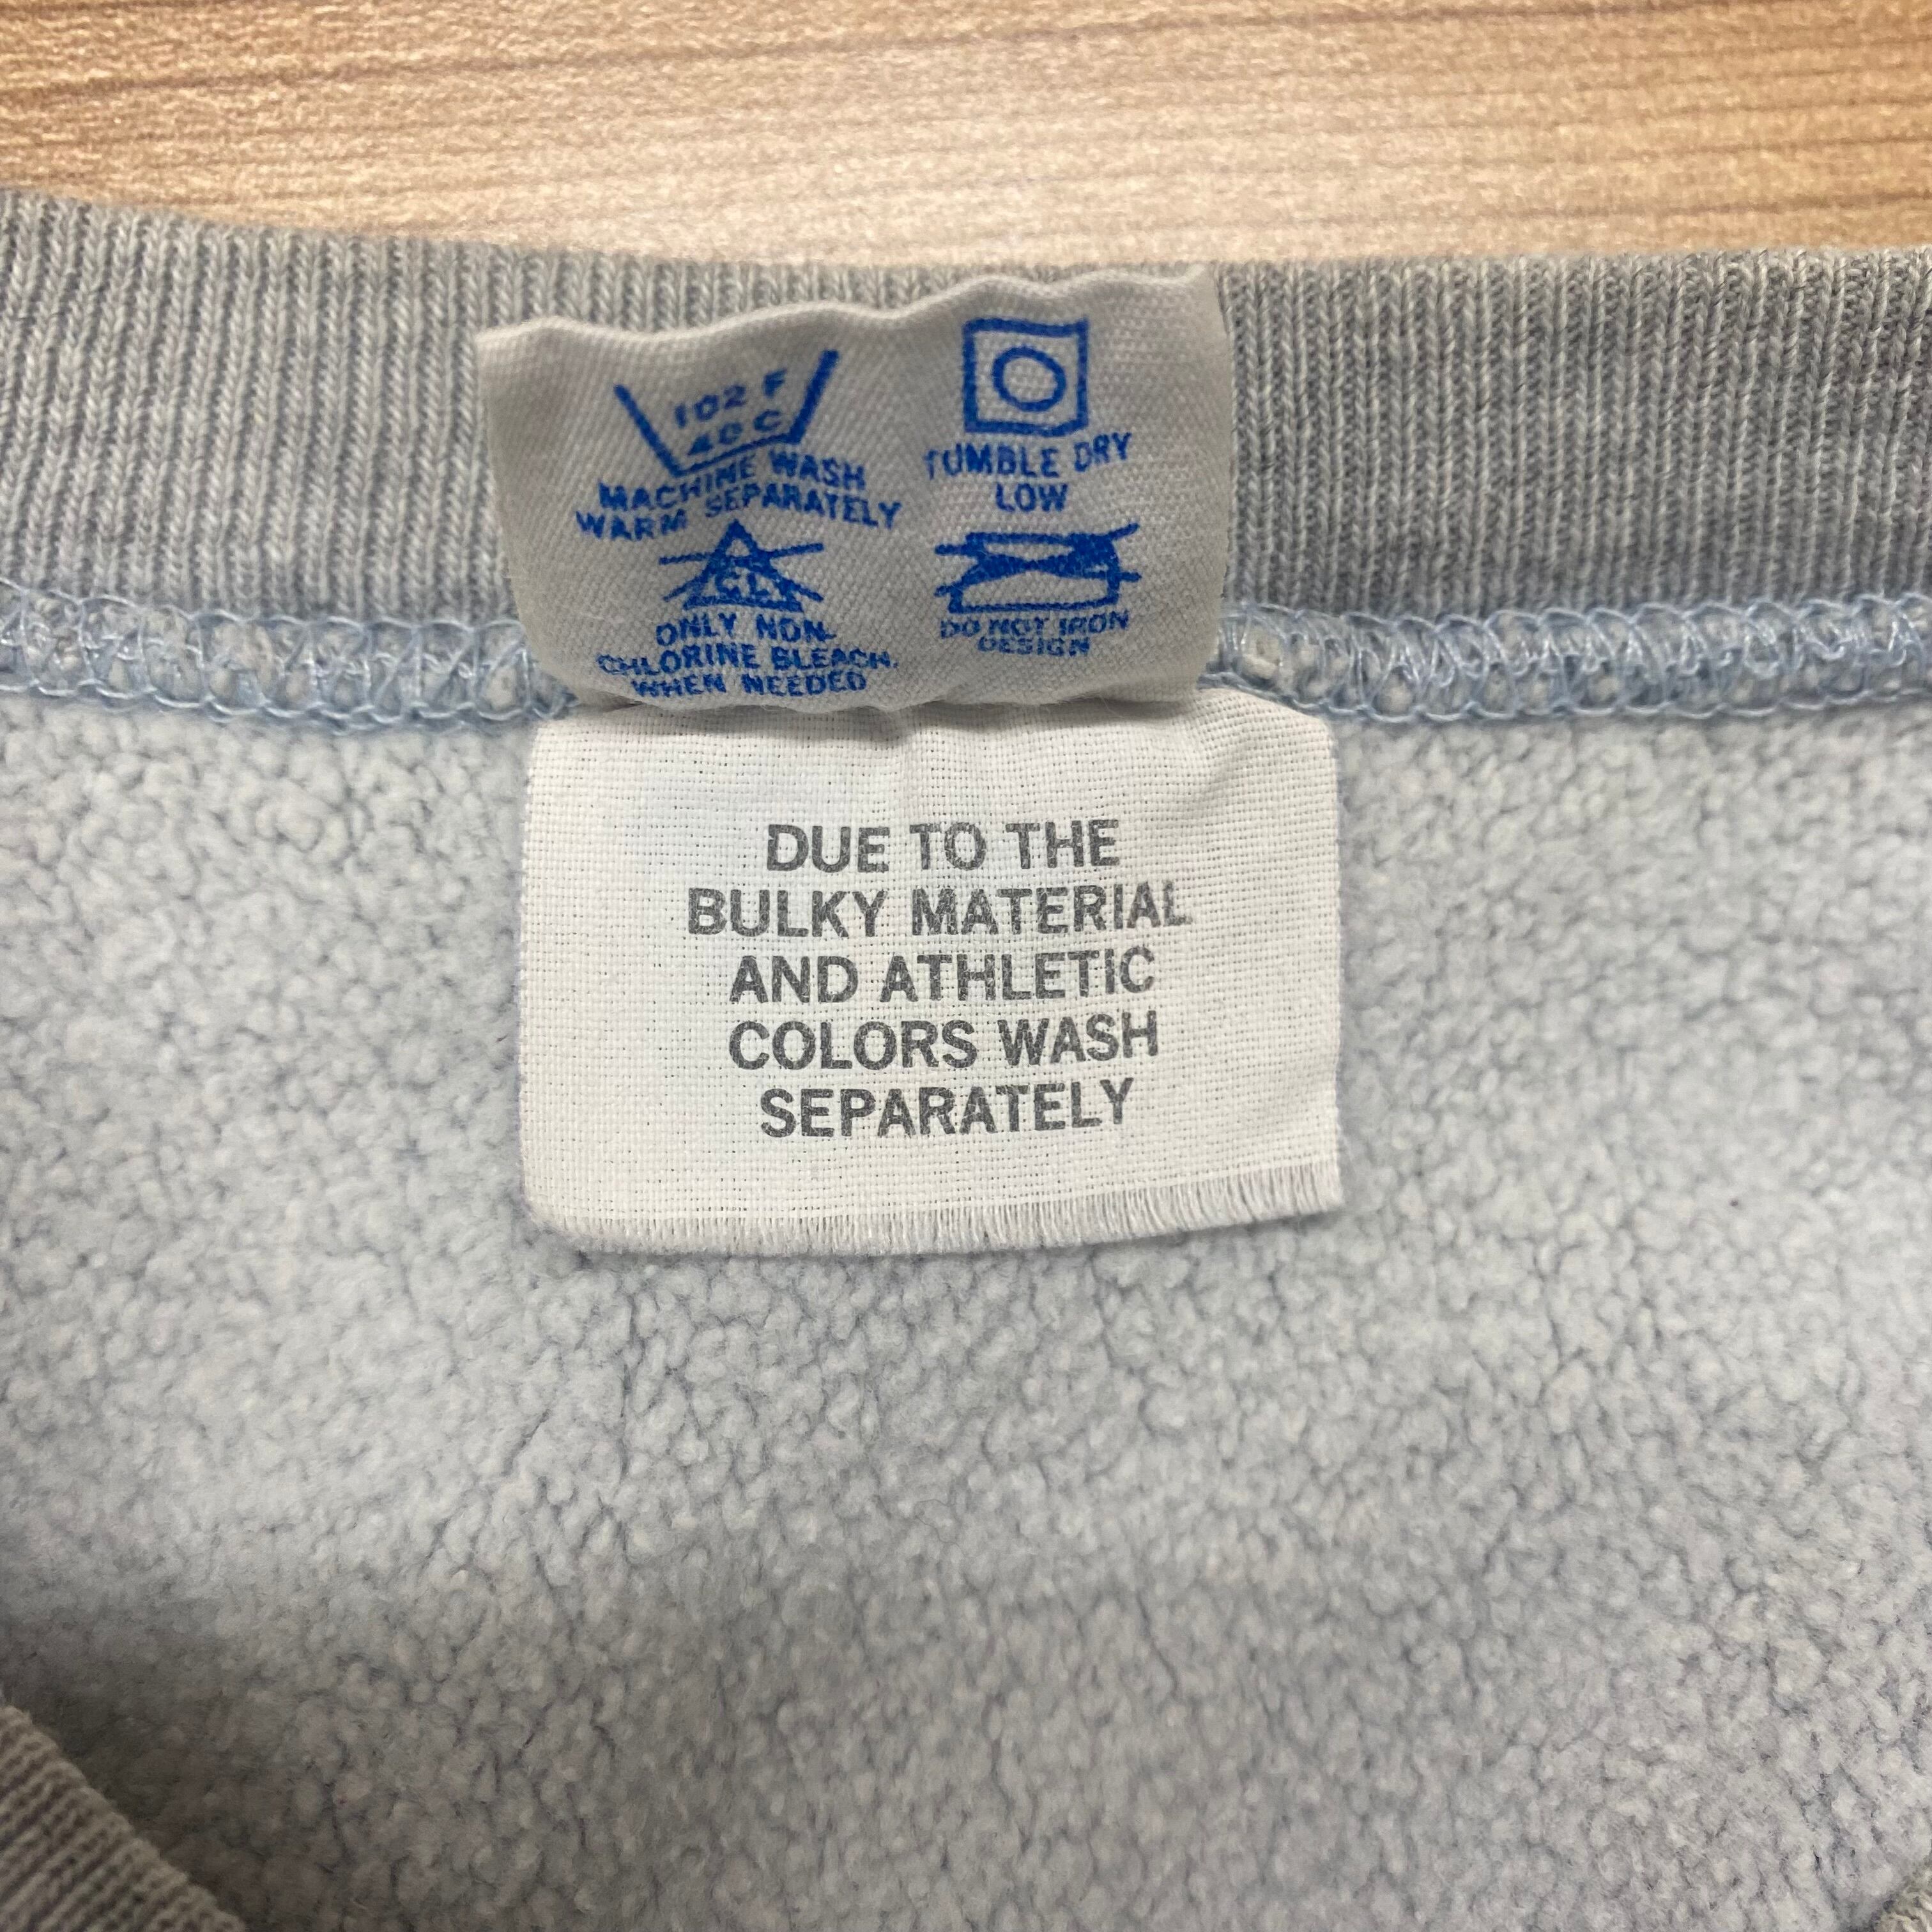 102 F
40 C
MACHINE WASH
WARM SEPARATELY
TUMBLE DRY
LOW
CL
ONLY NON-
CHLORINE BLEACH,
WHEN NEEDED
DO NOT IRON
DESIGN
DUE TO THE
BULKY MATERIAL
AND ATHLETIC
COLORS WASH
SEPARATELY